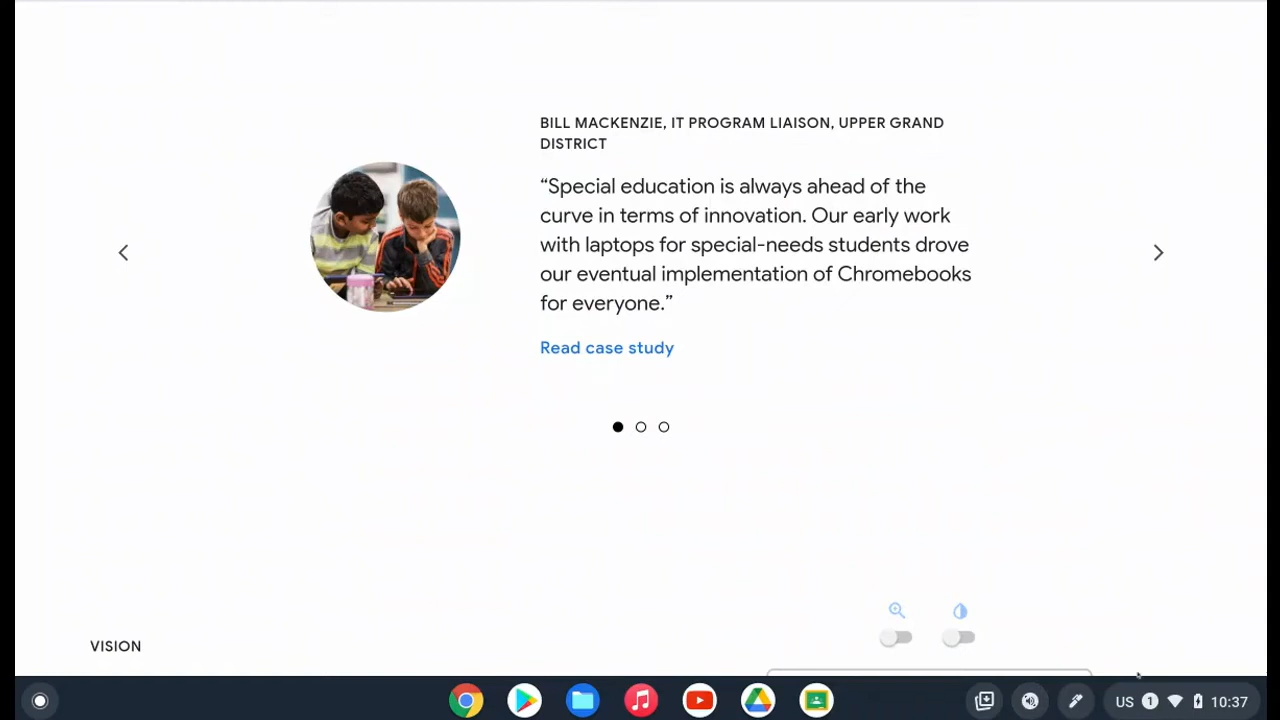 BILL MACKENZIE, IT PROGRAM LIAISON, UPPER GRAND
DISTRICT
“Special education is always ahead of the
curve in terms of innovation. Our early work
with laptops for special-needs students drove
our eventual implementation of Chromebooks
for everyone.”
Read case study
VISION
US 1 10:37